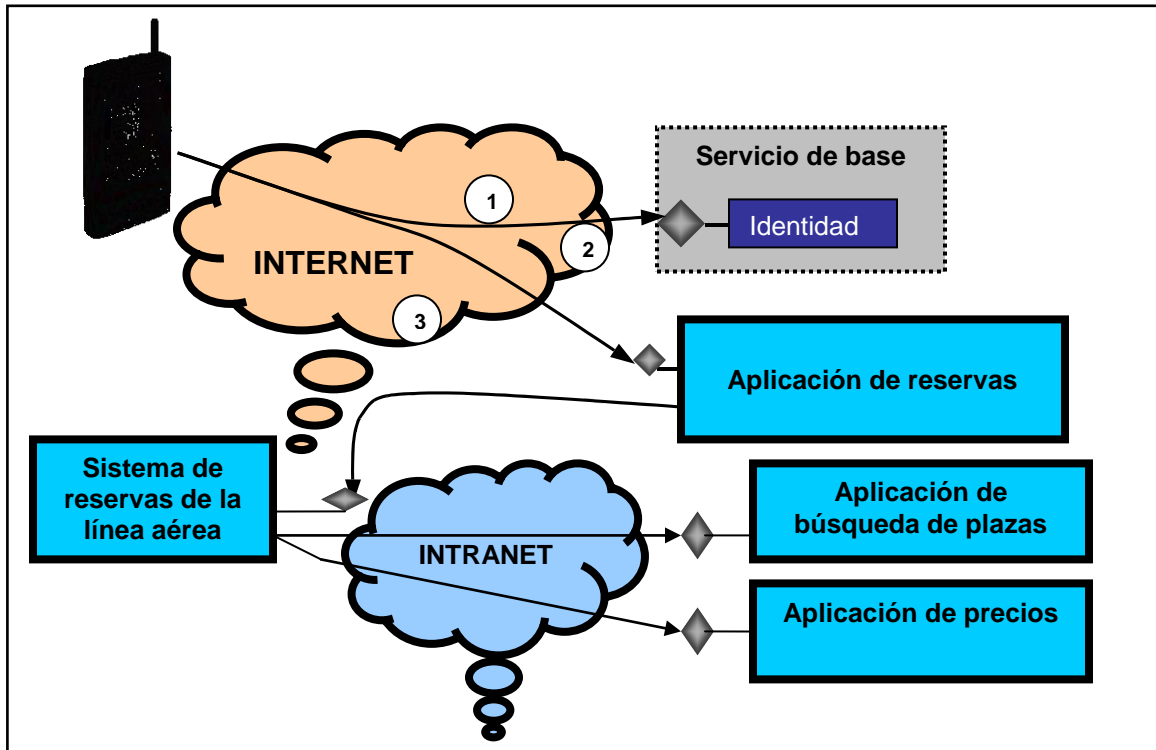 Servicio de base
Identidad
1
2
INTERNET
3
Aplicación de reservas
Sistema de
reservas de la
línea aérea
INTRANET
Aplicación de
búsqueda de plazas
Aplicación de precios